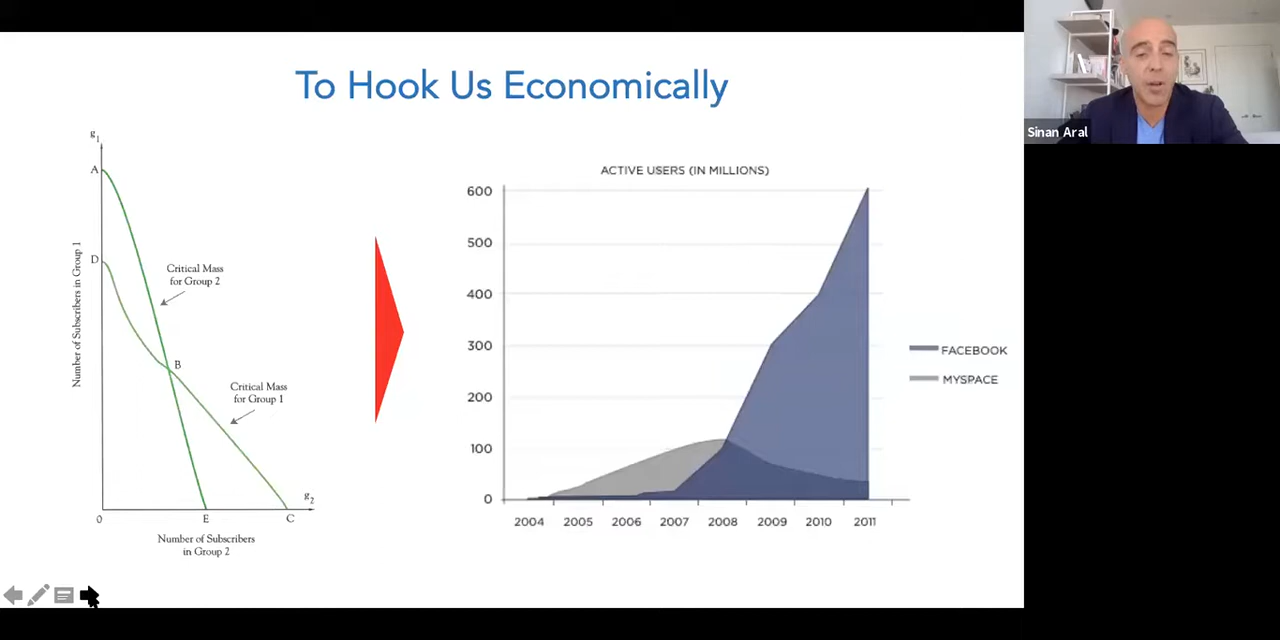 To Hook Us Economically
Sinan Aral
g1
A
D
Number of Subscribers in Group 1
Critical Mass
for Group 2
B
Critical Mass
for Group 1
g2
0
E
C
Number of Subscribers
in Group 2
ACTIVE USERS (IN MILLIONS)
600
500
400
300
200
100
0
2004 2005 2006 2007 2008 2009 2010 2011
FACEBOOK
MYSPACE